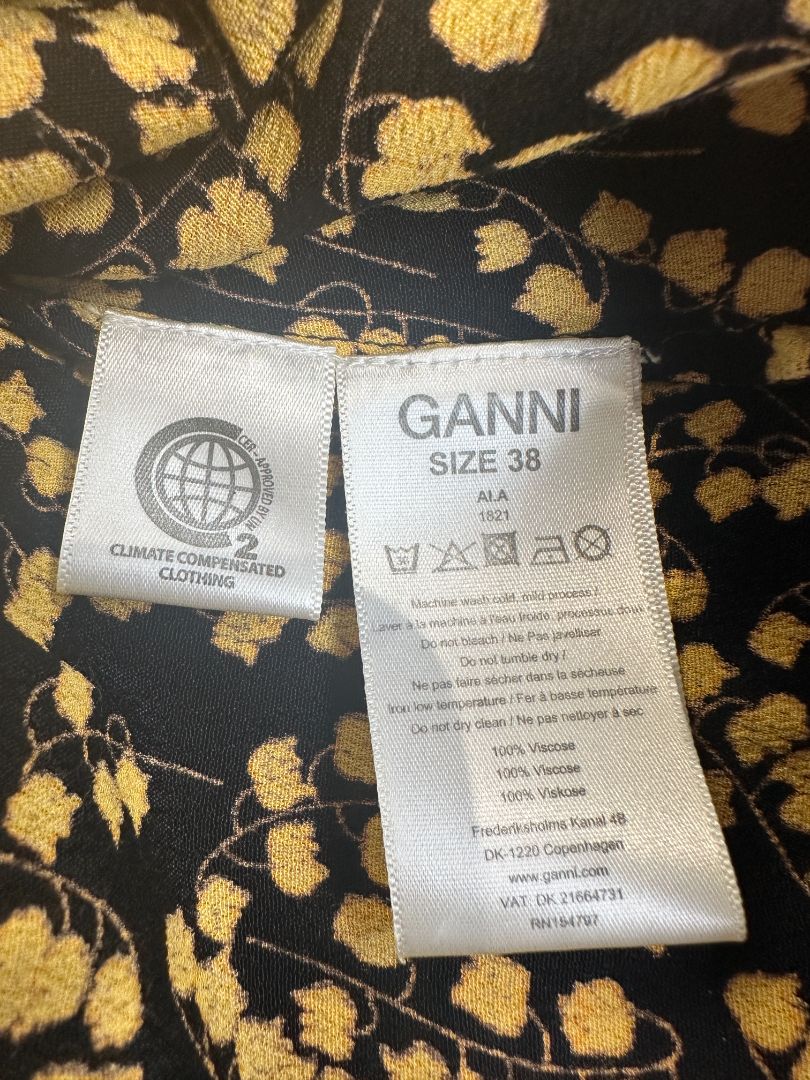 CER - APPROVED BY UN
2
CLIMATE COMPENSATED
CLOTHING
GANNI
SIZE 38
ALA
1821
30
Machine wash cold, mild process /
Laver à la machine à l'eau froide, processus doux
Do not bleach / Ne Pas javelliser
Do not tumble dry /
Ne pas faire sécher dans la sécheuse
Iron low temperature / Fer à basse température
Do not dry clean / Ne pas nettoyer à sec
100% Viscose
100% Viscose
100% Viskose
Frederiksholms Kanal 4B
DK-1220 Copenhagen
www.ganni.com
VAT DK 21664731
RN154797